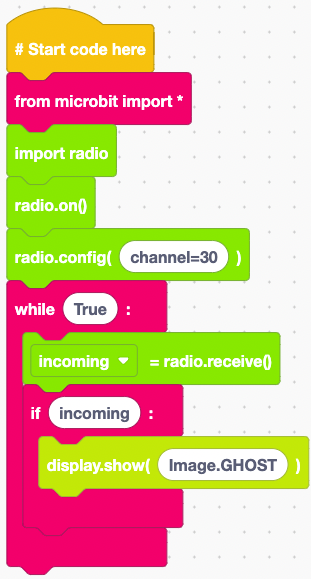 # Start code here
from microbit import *
import radio
radio.on()
radio.config( channel=30 )
while True :
incoming = radio.receive()
if incoming :
display.show( Image.GHOST )